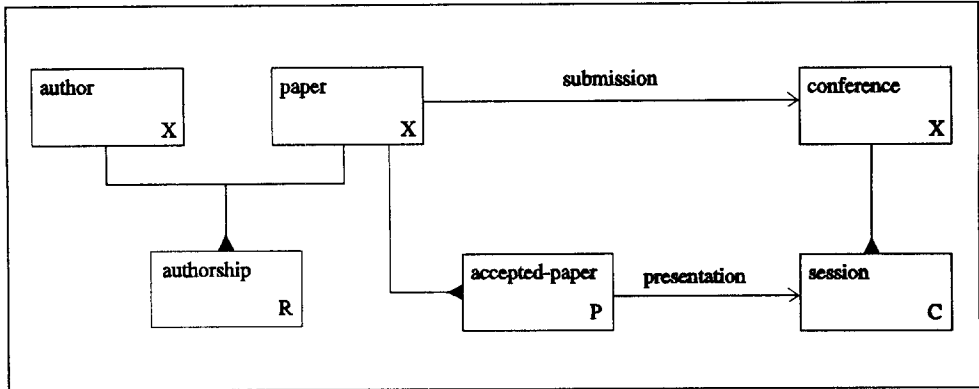 author
X
paper
X
submission
conference
X
authorship
R
accepted-paper
P
presentation
session
C